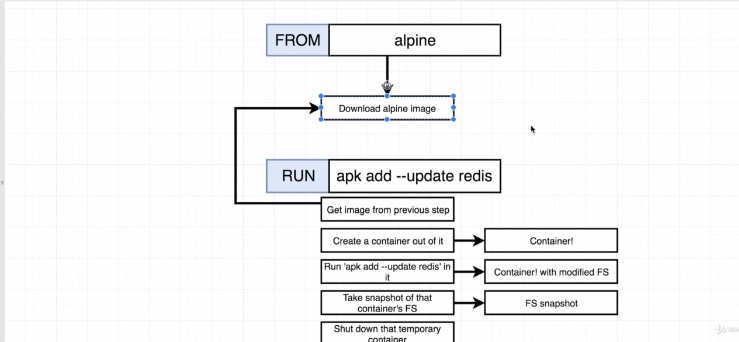 FROM alpine
Download alpine image
RUN apk add --update redis
Get image from previous step
Create a container out of it
Container!
Run 'apk add --update redis' in
it
Container! with modified FS
Take snapshot of that
container's FS
FS snapshot
Shut down that temporary
container